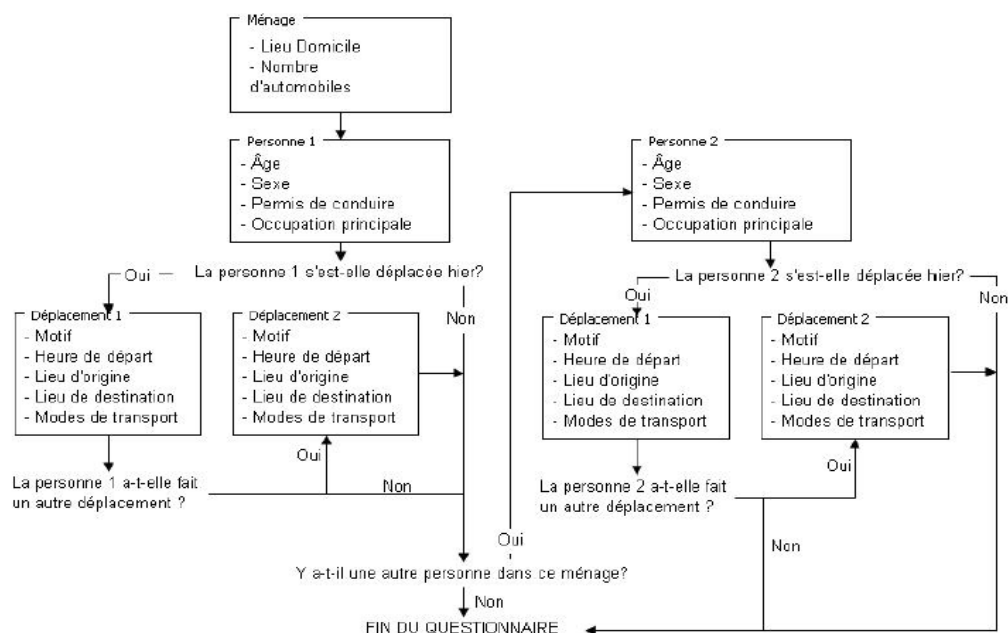 Ménage
- Lieu Domicile
- Nombre
d'automobiles
Personne 1
- Âge
- Sexe
- Permis de conduire
- Occupation principale
La personne 1 s'est-elle déplacée hier?
Oui
Non
Déplacement 1
- Motif
- Heure de départ
- Lieu d'origine
- Lieu de destination
- Modes de transport
Déplacement 2
- Motif
- Heure de départ
- Lieu d'origine
- Lieu de destination
- Modes de transport
La personne 1 a-t-elle fait
un autre déplacement ?
Oui
Non
Y a-t-il une autre personne dans ce ménage?
Oui
Non
Personne 2
- Âge
- Sexe
- Permis de conduire
- Occupation principale
La personne 2 s'est-elle déplacée hier?
Oui
Non
Déplacement 1
- Motif
- Heure de départ
- Lieu d'origine
- Lieu de destination
- Modes de transport
Déplacement 2
- Motif
- Heure de départ
- Lieu d'origine
- Lieu de destination
- Modes de transport
La personne 2 a-t-elle fait
un autre déplacement ?
Oui
Non
FIN DU QUESTIONNAIRE